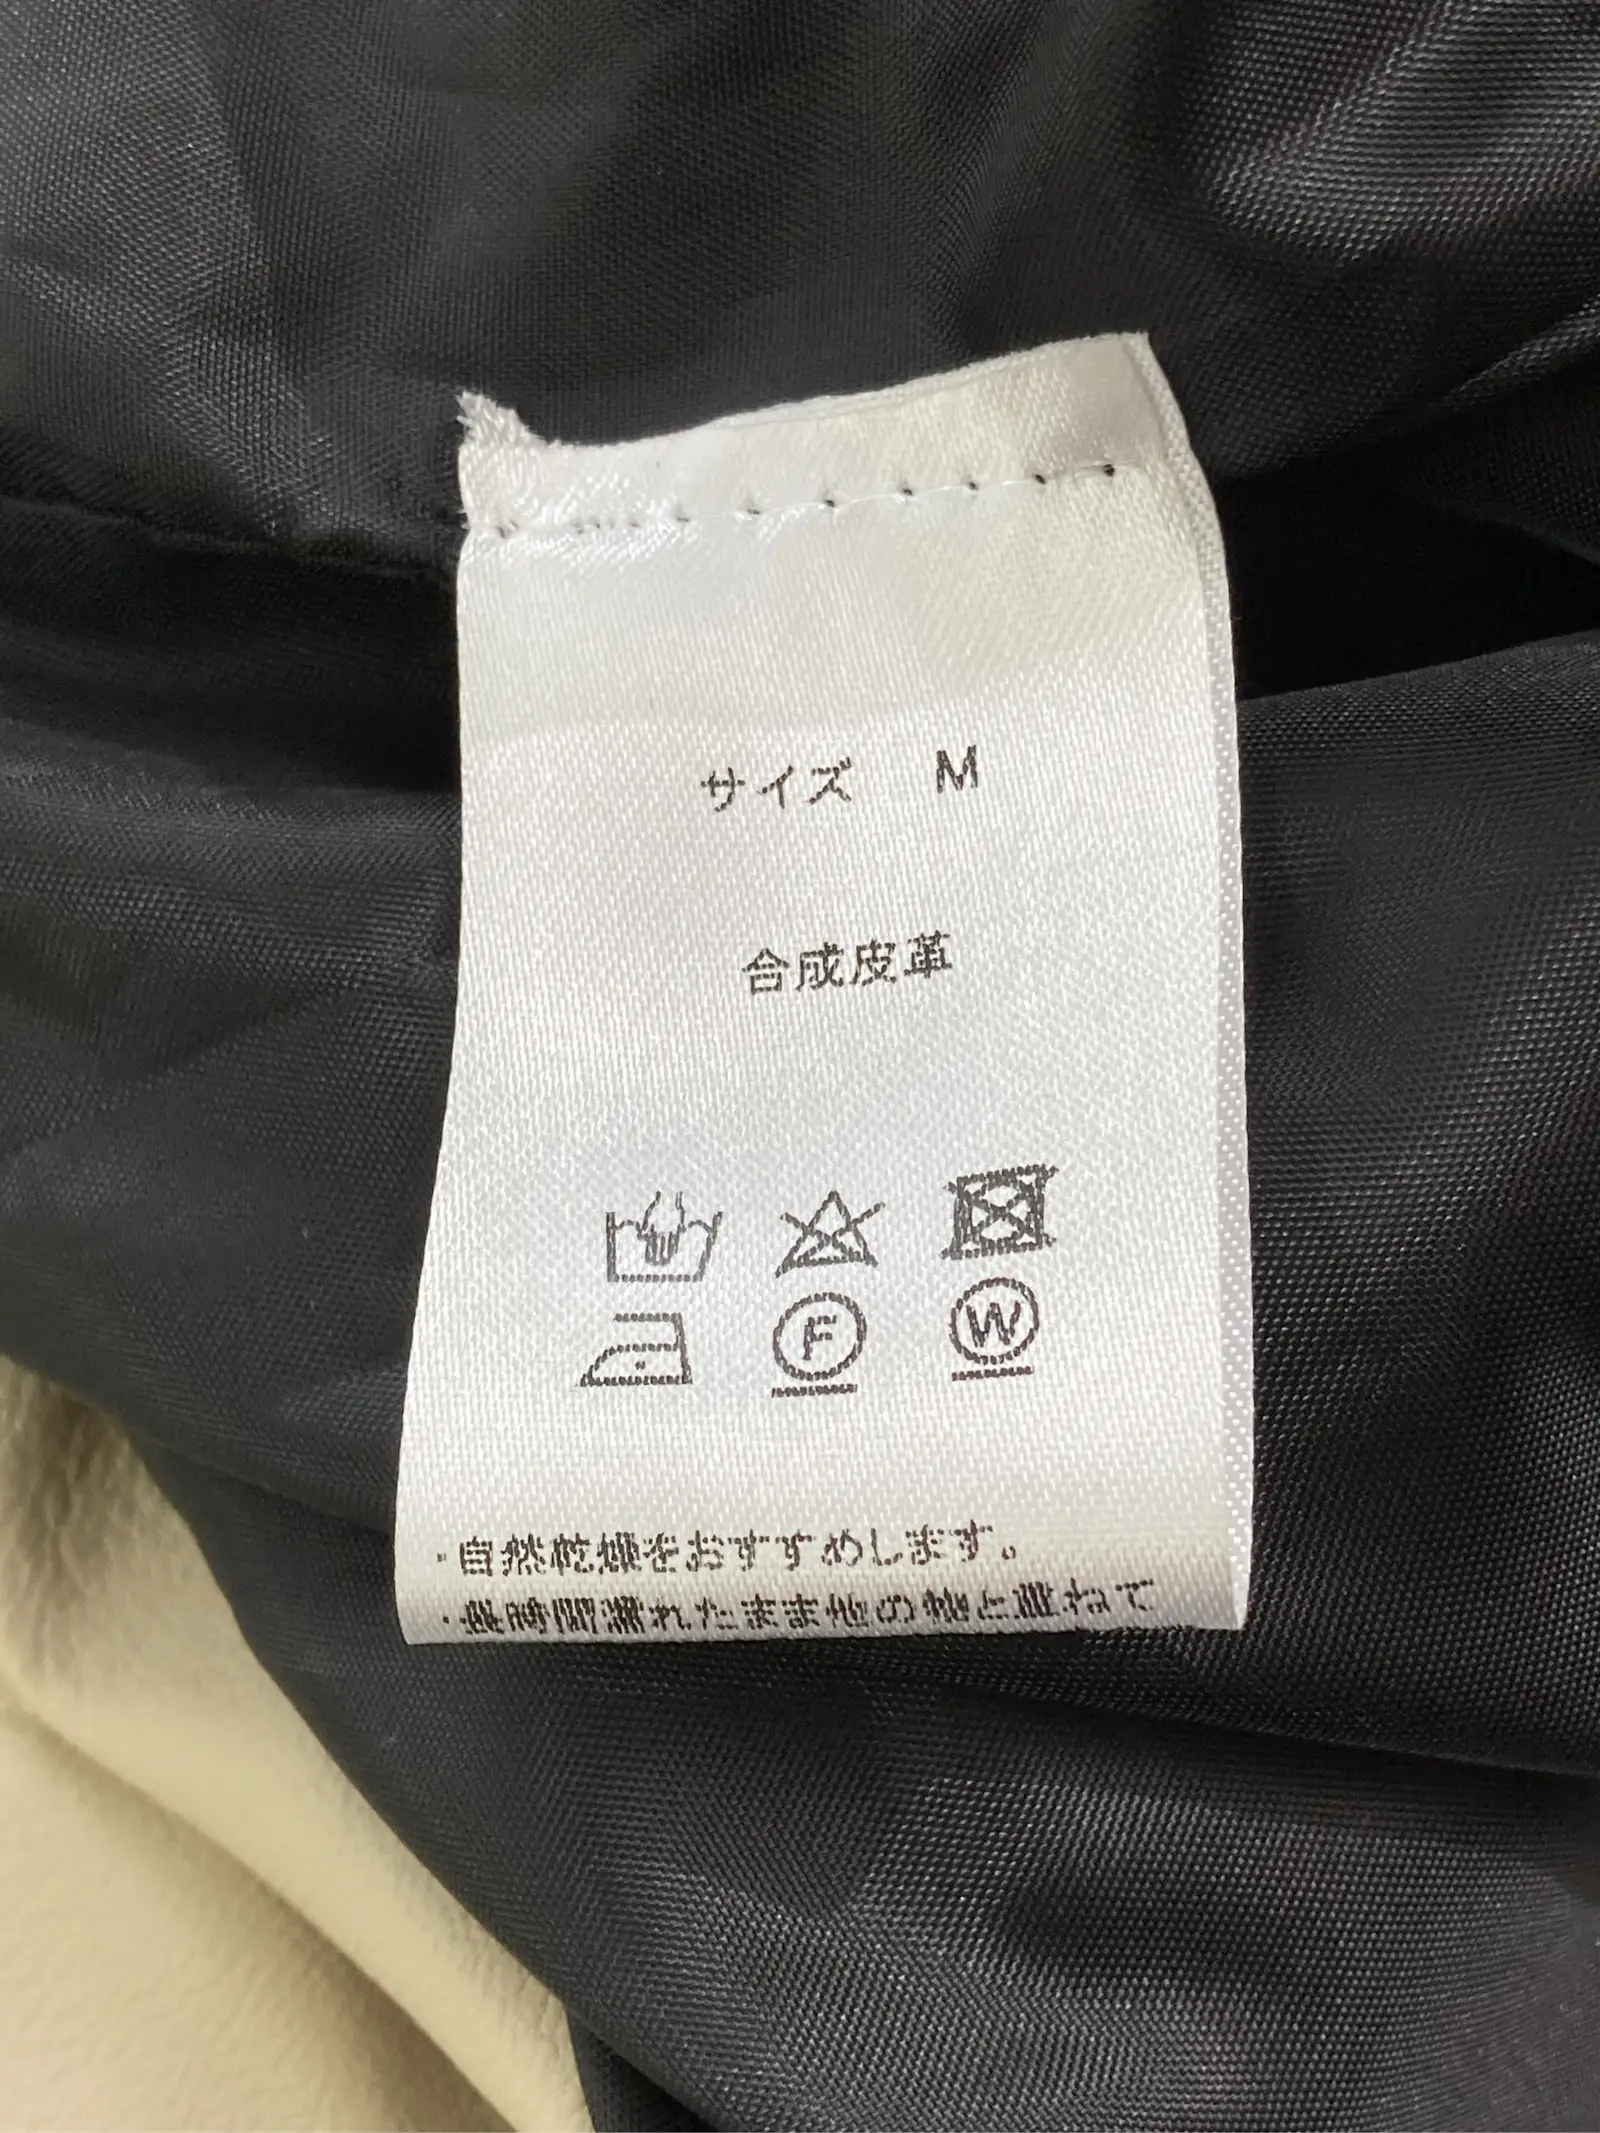 サイズ M
合成皮革
F W
・自然乾燥をおすすめします。
・長時間濡れたまま他の物と重ねて